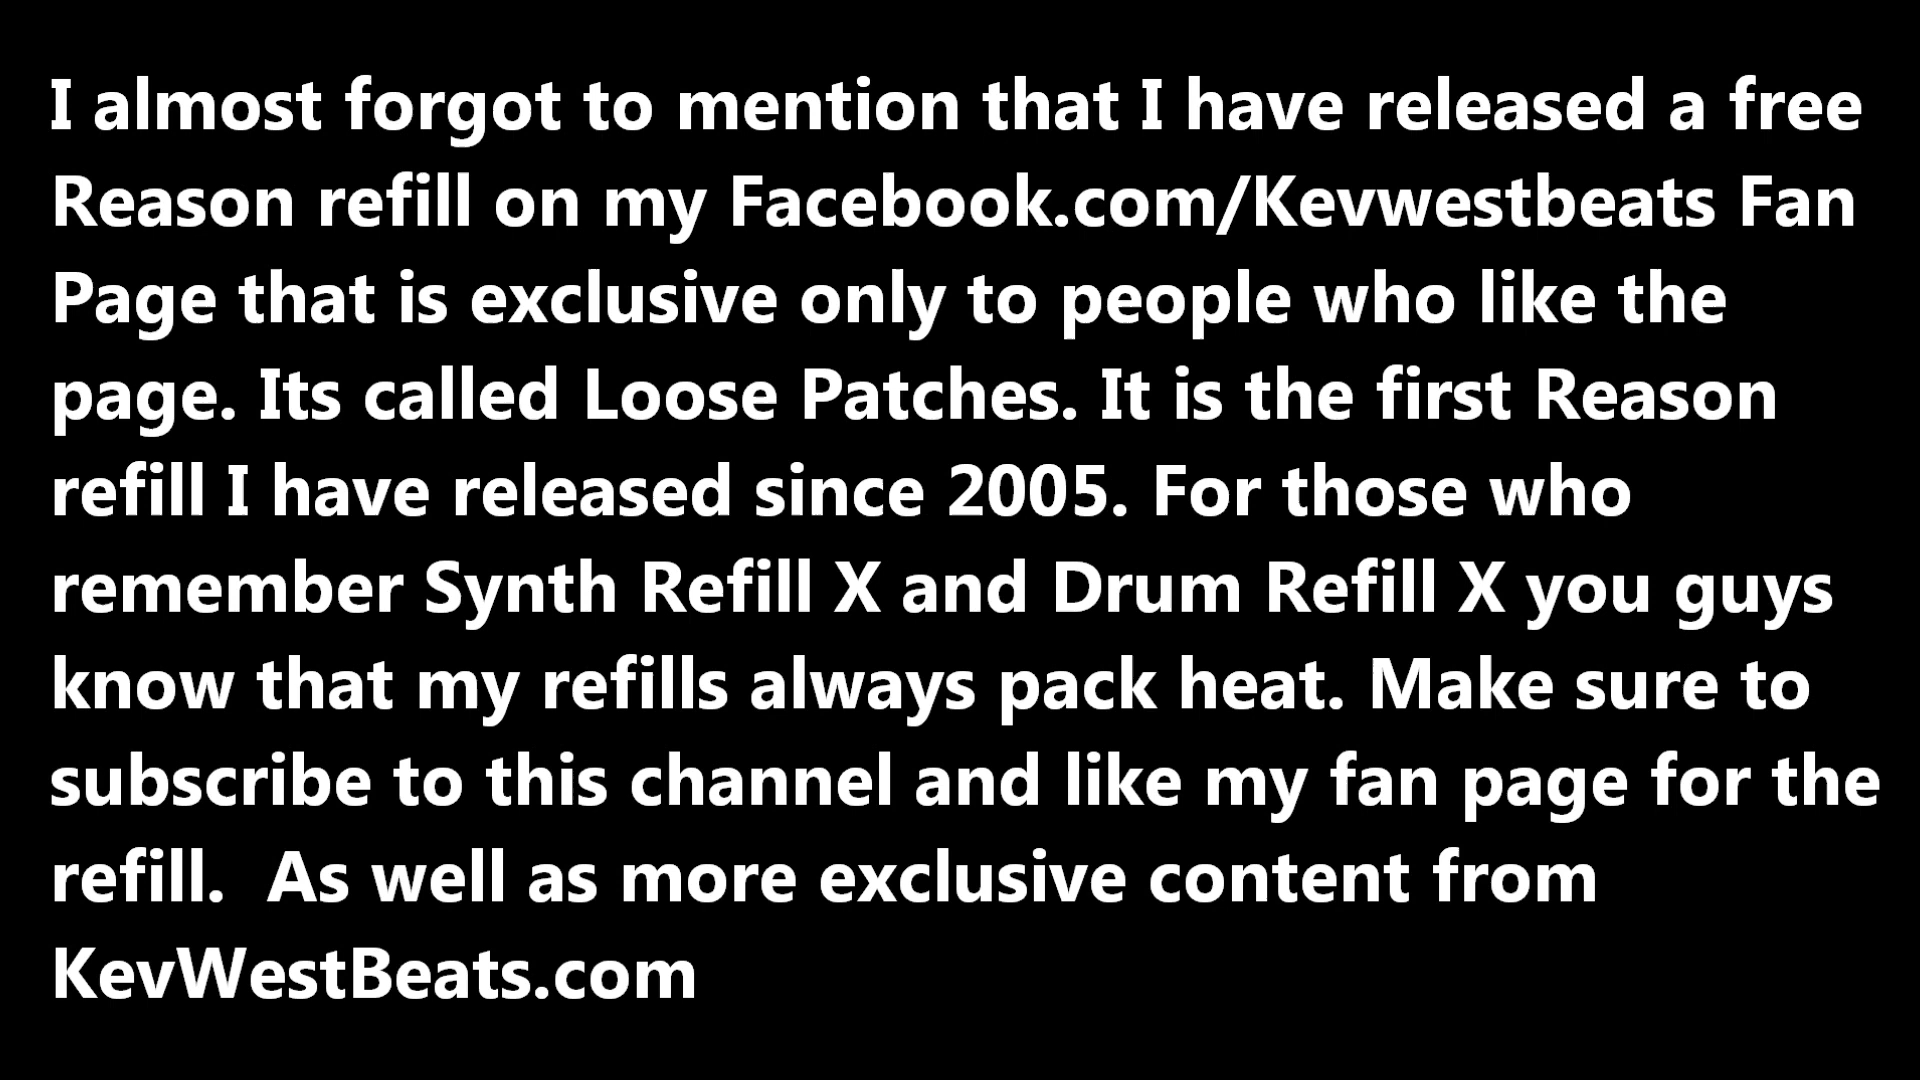 I almost forgot to mention that I have released a free
Reason refill on my Facebook.com/Kevwestbeats Fan
Page that is exclusive only to people who like the
page. Its called Loose Patches. It is the first Reason
refill I have released since 2005. For those who
remember Synth Refill X and Drum Refill X you guys
know that my refills always pack heat. Make sure to
subscribe to this channel and like my fan page for the
refill.  As well as more exclusive content from
KevWestBeats.com